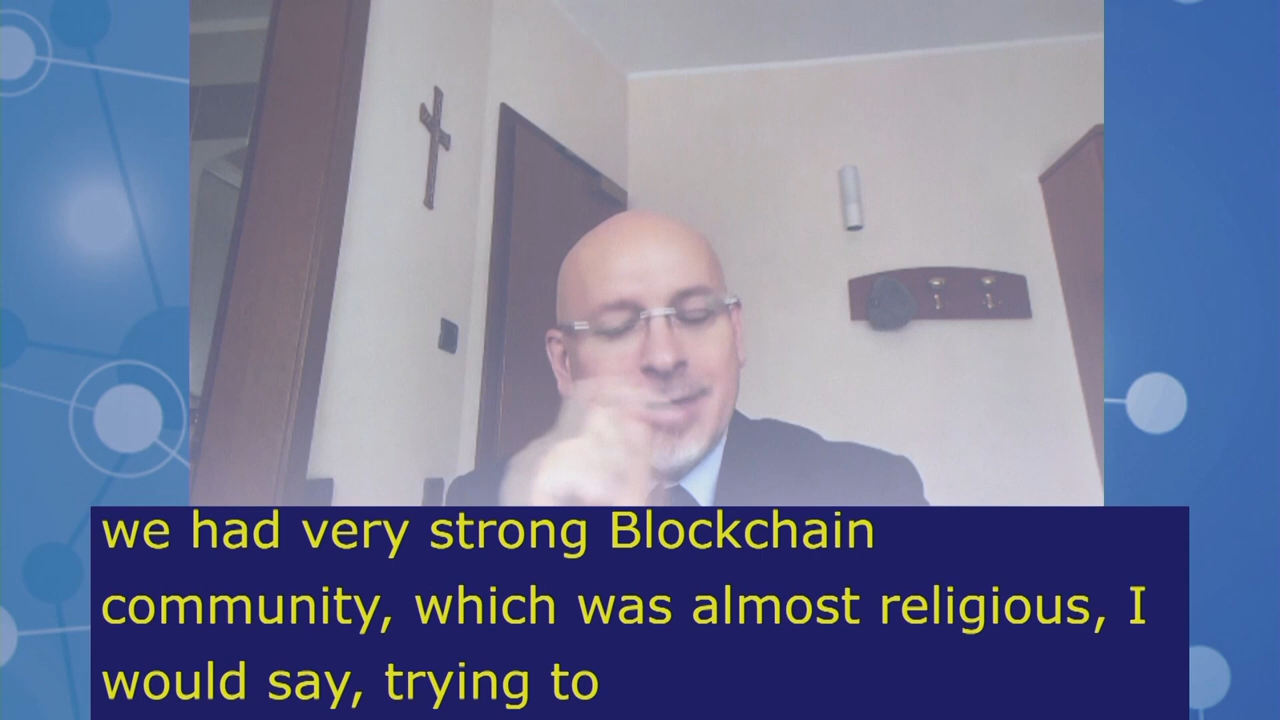 we had very strong Blockchain
community, which was almost religious, I
would say, trying to